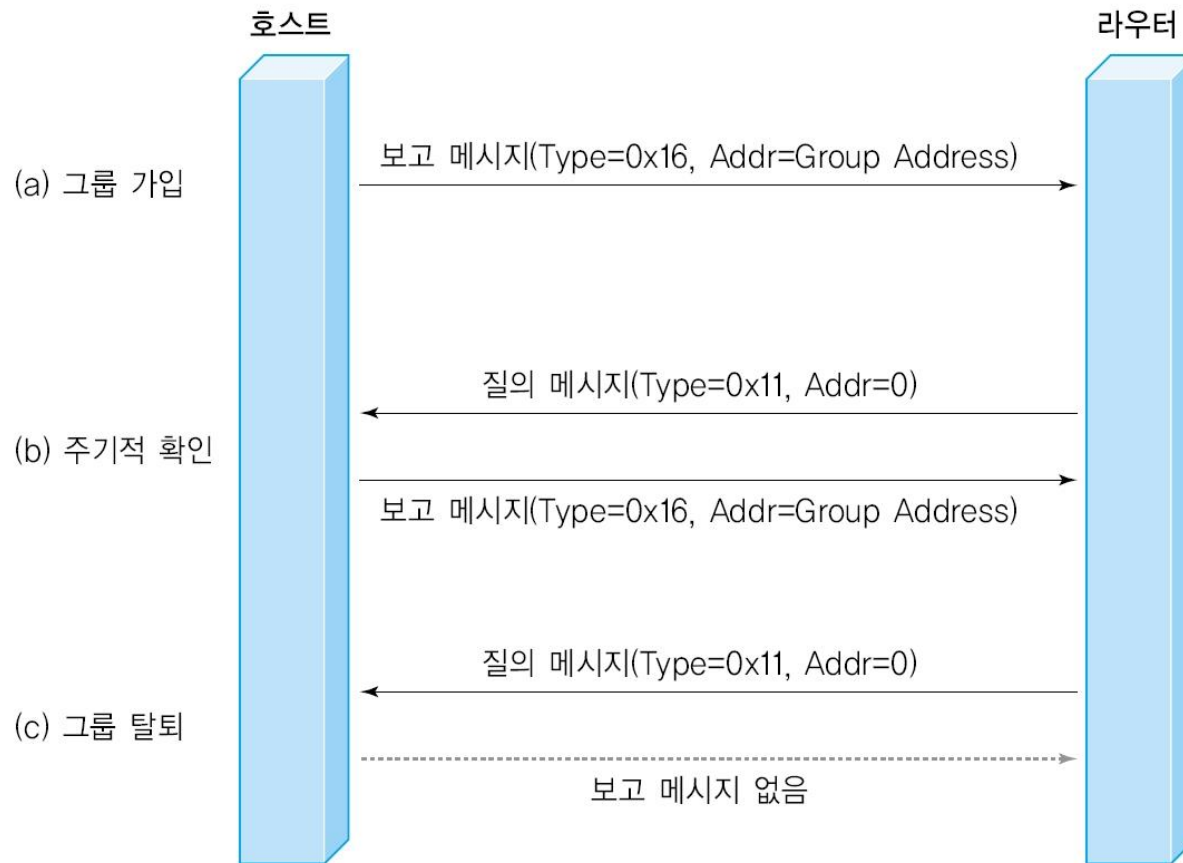 호스트
라우터
(a) 그룹 가입
보고 메시지(Type=0x16, Addr=Group Address)
(b) 주기적 확인
질의 메시지(Type=0x11, Addr=0)
보고 메시지(Type=0x16, Addr=Group Address)
(c) 그룹 탈퇴
질의 메시지(Type=0x11, Addr=0)
보고 메시지 없음